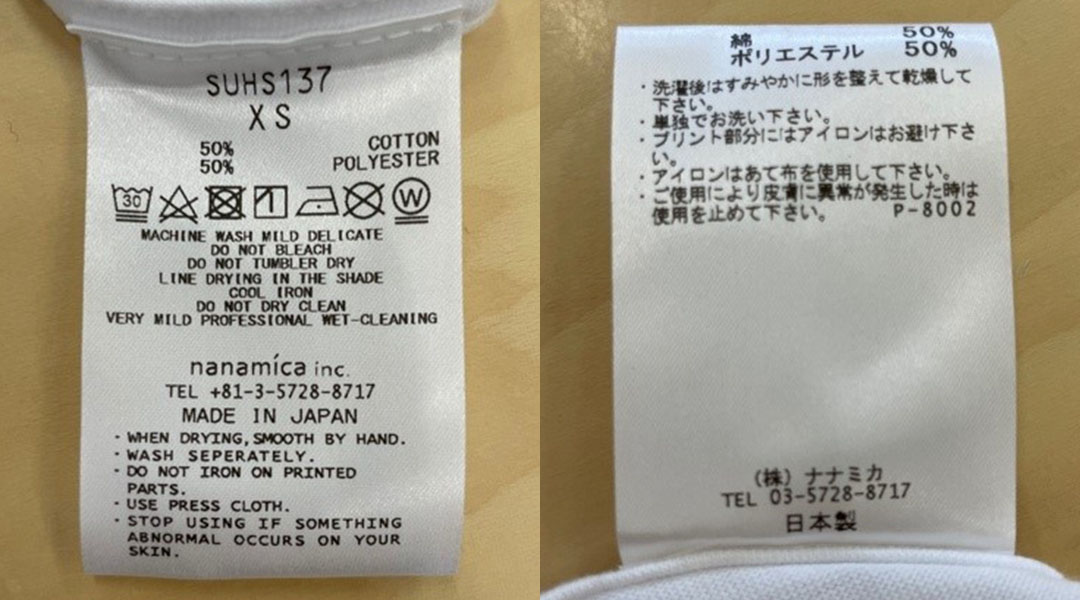 SUHS137
XS
50% COTTON
50% POLYESTER
30 W
MACHINE WASH MILD DELICATE
DO NOT BLEACH
DO NOT TUMBLER DRY
LINE DRYING IN THE SHADE
COOL IRON
DO NOT DRY CLEAN
VERY MILD PROFESSIONAL WET-CLEANING
nanamíca inc.
TEL +81-3-5728-8717
MADE IN JAPAN
・WHEN DRYING,SMOOTH BY HAND.
・WASH SEPERATELY.
・DO NOT IRON ON PRINTED
PARTS.
・USE PRESS CLOTH.
・STOP USING IF SOMETHING
ABNORMAL OCCURS ON YOUR
SKIN.
綿 50%
ポリエステル 50%
・洗濯後はすみやかに形を整えて乾燥して
下さい。
・単独でお洗い下さい。
・プリント部分にはアイロンはお避け下さ
い。
・アイロンはあて布を使用して下さい。
・ご使用により皮膚に異常が発生した時は
使用を止めて下さい。 P-8002
(株) ナナミカ
TEL 03-5728-8717
日本製